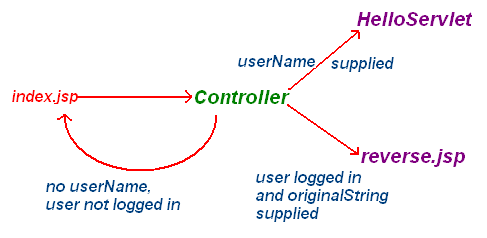 HelloServlet
userName supplied
index.jsp
Controller
reverse.jsp
no userName,
user not logged in
user logged in
and originalString
supplied